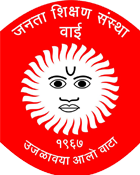 जनता शिक्षण संस्था
वाई
१९६७
उजळावया आलो वाटा